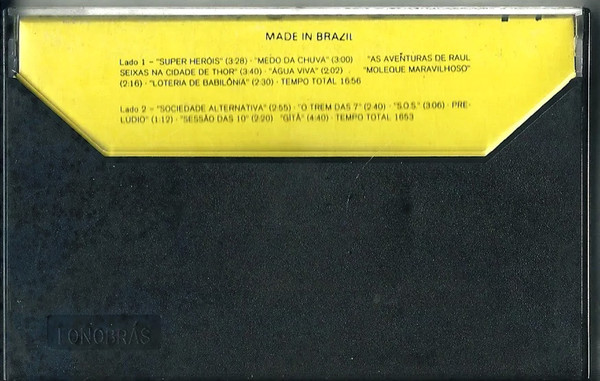 MADE IN BRAZIL
Lado 1 - "SUPER HERÓIS" (3:28) · "MEDO DA CHUVA" (3:00) "AS AVENTURAS DE RAUL
SEIXAS NA CIDADE DE THOR" (3:40) · "ÁGUA VIVA" (2:02) "MOLEQUE MARAVILHOSO"
(2:16) · "LOTERIA DE BABILÔNIA" (2:30) · TEMPO TOTAL 16:56
Lado 2 - "SOCIEDADE ALTERNATIVA" (2:55) · "O TREM DAS 7" (2:40) · "S.O.S." (3:06) · PRE-
LUDIO" (1:12) · "SESSÃO DAS 10" (2:20) "GÎTÂ" (4:40) · TEMPO TOTAL 1653
FONOBRÁS